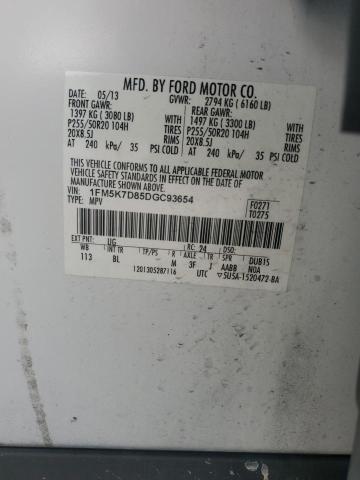 MFD. BY FORD MOTOR CO.
DATE: 05/13 GVWR: 2794 KG ( 6160 LB)
FRONT GAWR: REAR GAWR:
1397 KG ( 3080 LB) WITH 1497 KG ( 3300 LB) WITH
P255/50R20 104H TIRES P255/50R20 104H TIRES
20X8.5J RIMS 20X8.5J RIMS
AT 240 kPa/ 35 PSI COLD AT 240 kPa/ 35 PSI COLD
THIS VEHICLE CONFORMS TO ALL APPLICABLE FEDERAL MOTOR
VEHICLE SAFETY AND THEFT PREVENTION STANDARDS IN
EFFECT ON THE DATE OF MANUFACTURE SHOWN ABOVE.
VIN: 1FM5K7D85DGC93654 F0271
TYPE: MPV T0275
EXT PNT: UG RC: 24 DSO:
WB INT TR TP/PS R AXLE TR SPR DUB15
113 BL M 3F J AABB NOA
1201305287116 UTC ▽5U5A-1520472-BA